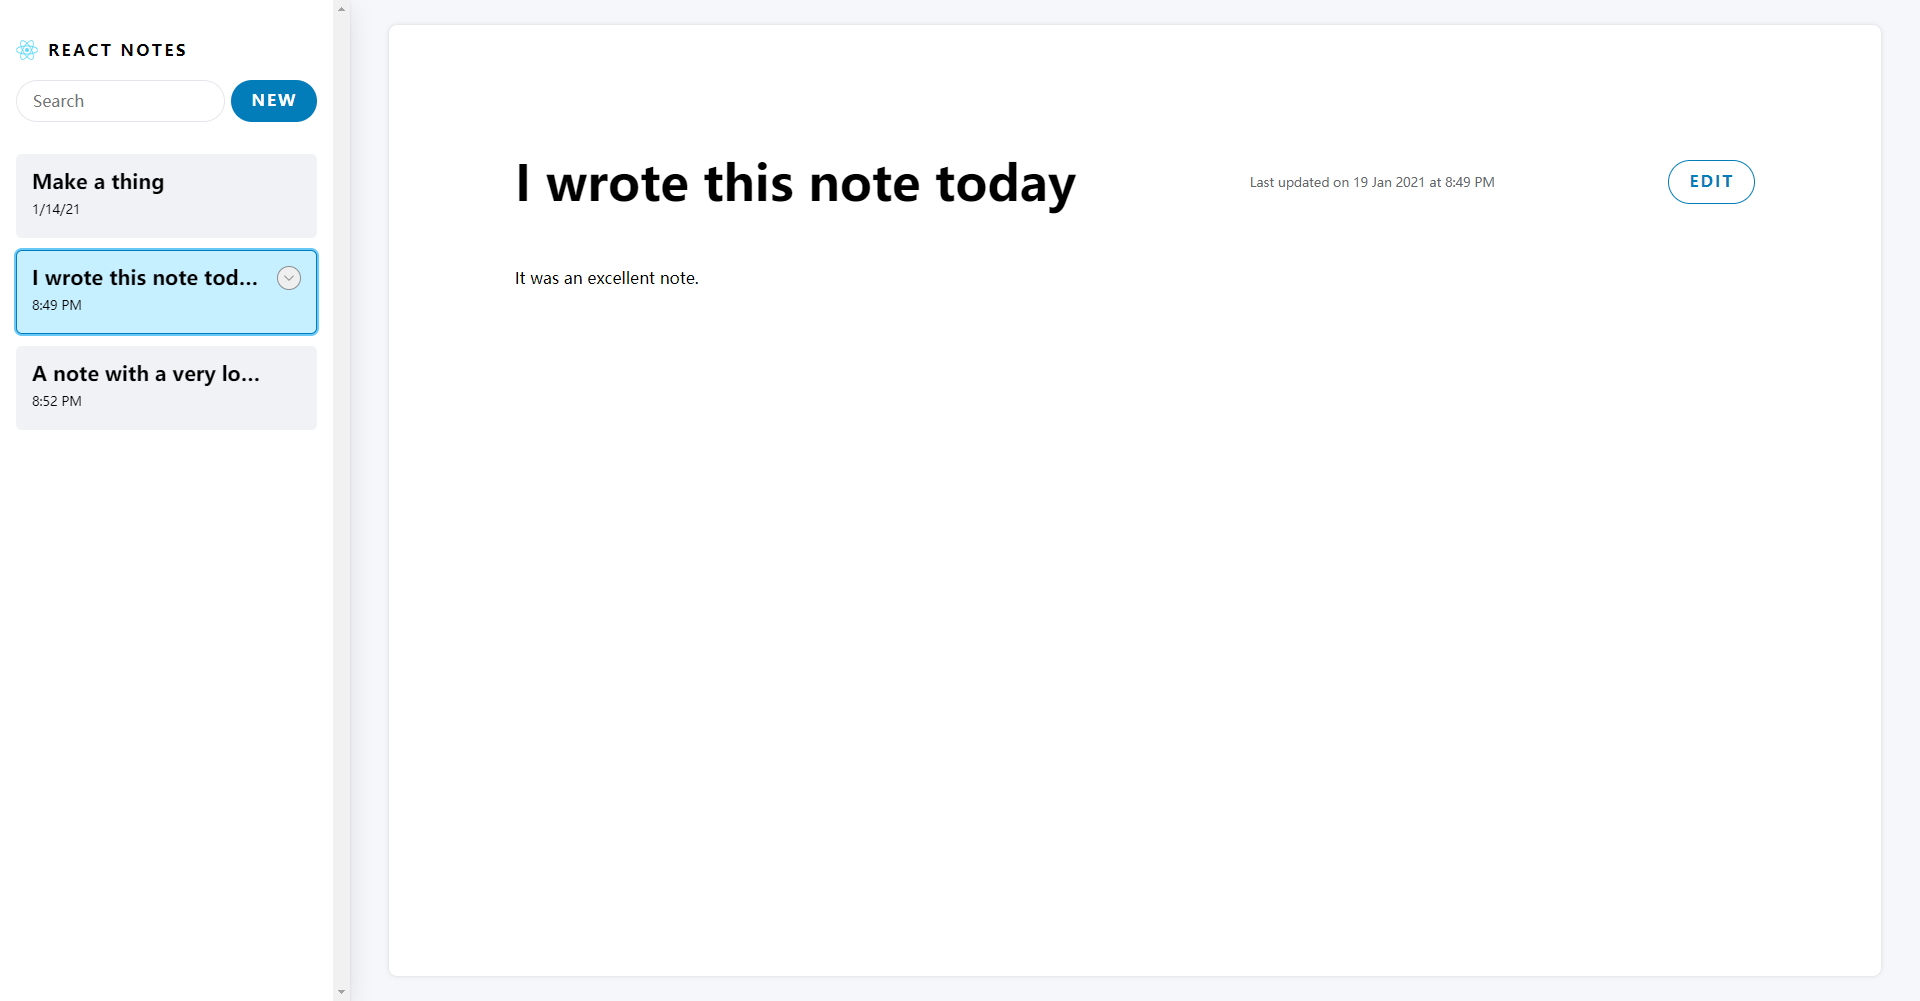 REACT NOTES
Search
NEW
Make a thing
1/14/21
I wrote this note tod...
8:49 PM
A note with a very lo...
8:52 PM
I wrote this note today
Last updated on 19 Jan 2021 at 8:49 PM
EDIT
It was an excellent note.